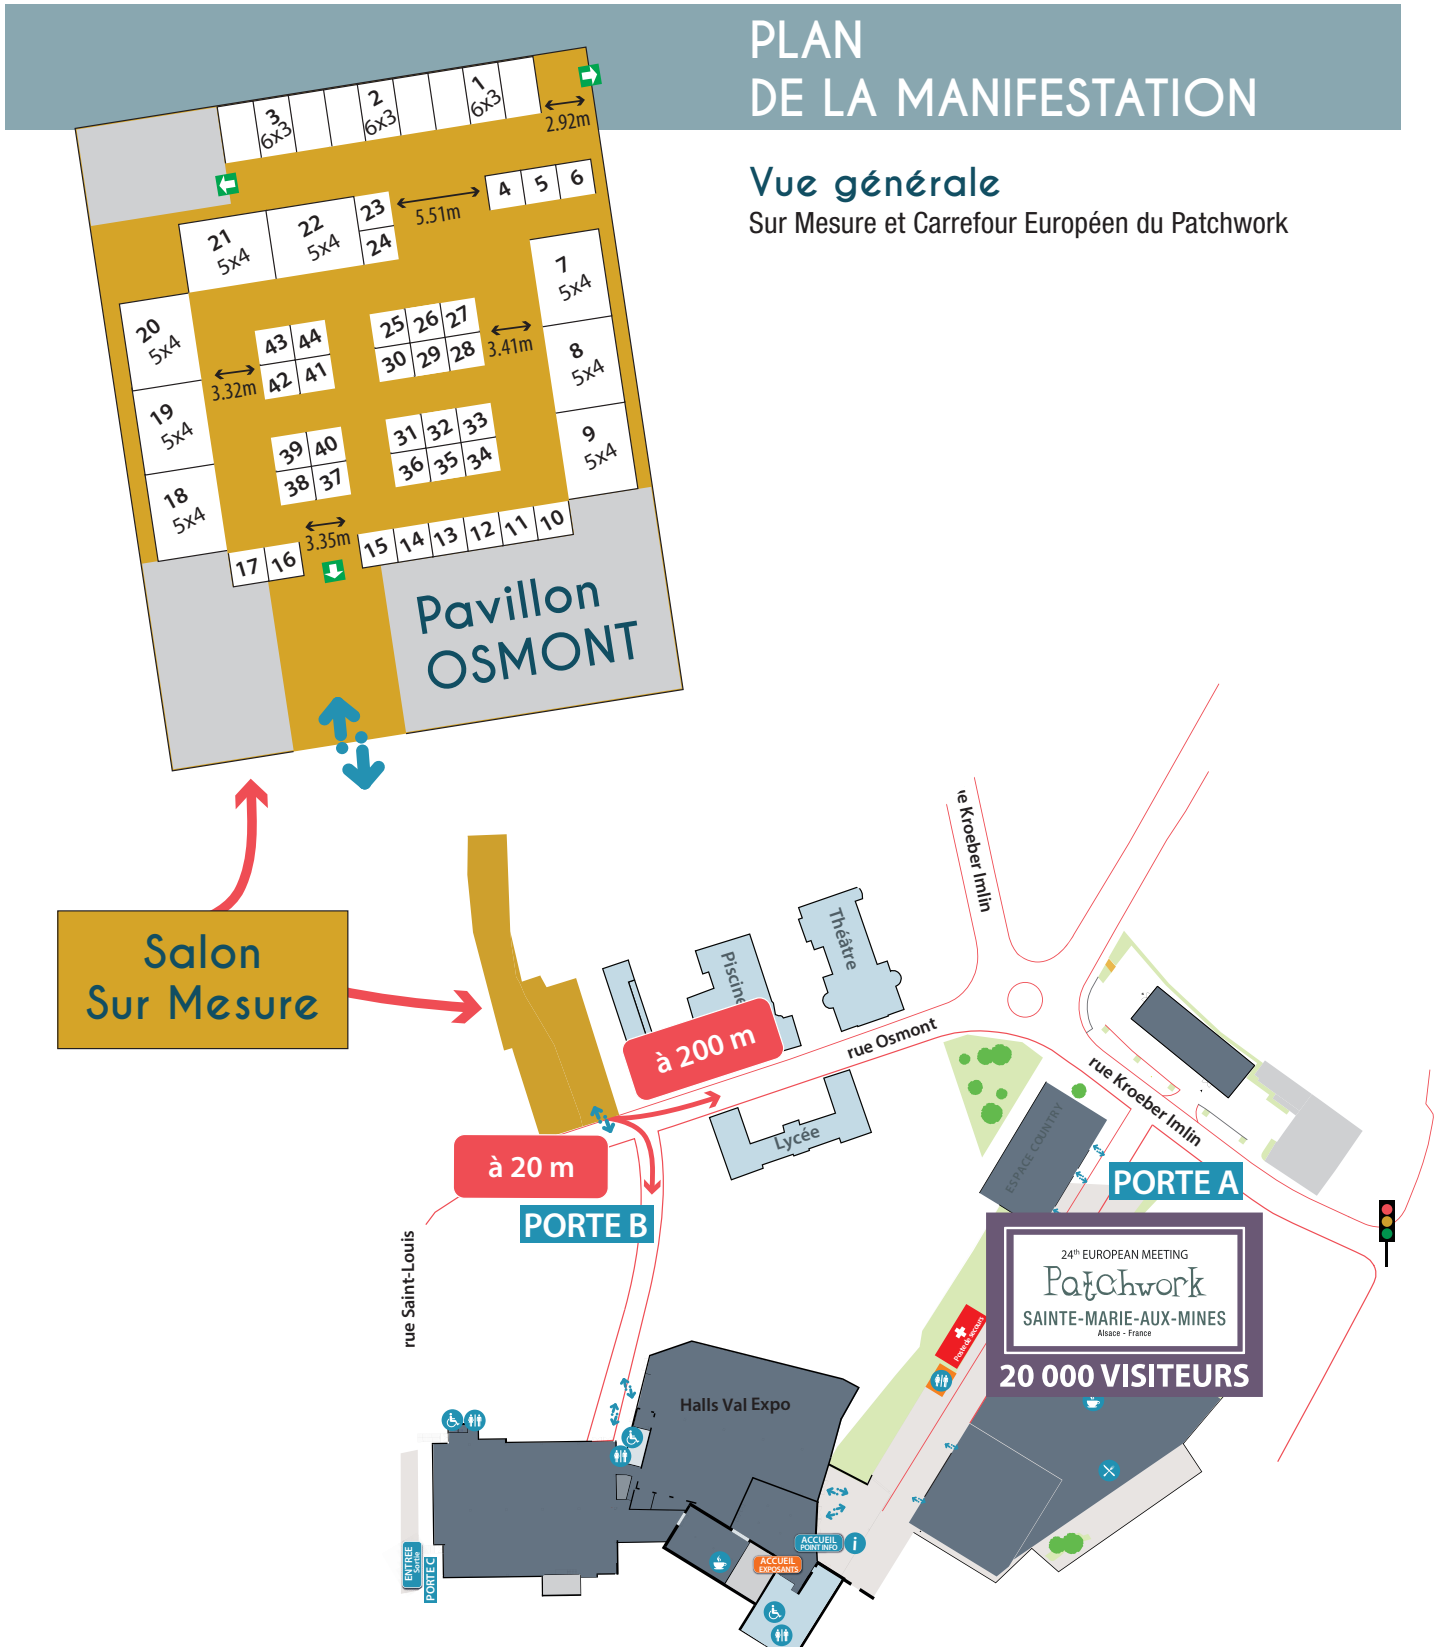 PLAN
DE LA MANIFESTATION
Vue générale
Sur Mesure et Carrefour Européen du Patchwork
3
6x3
2
6x3
1
6x3
2.92m
4 5 6
5.51m
23
24
22
5x4
21
5x4
7
5x4
20
5x4
43 44
42 41
25 26 27
30 29 28
3.41m
3.32m
8
5x4
19
5x4
39 40
38 37
31 32 33
36 35 34
9
5x4
18
5x4
3.35m
17 16
15 14 13 12 11 10
Pavillon
OSMONT
Salon
Sur Mesure
ue Kroeber Imlin
Théâtre
Piscine
à 200 m
rue Osmont
rue Kroeber Imlin
Lycée
ESPACE COUNTRY
à 20 m
PORTE A
PORTE B
rue Saint-Louis
24th EUROPEAN MEETING
Patchwork
SAINTE-MARIE-AUX-MINES
Alsace - France
20 000 VISITEURS
Poste de secours
Halls Val Expo
ACCUEIL
POINT INFO
i
ACCUEIL
EXPOSANTS
ENTREE
Sortie
PORTE C